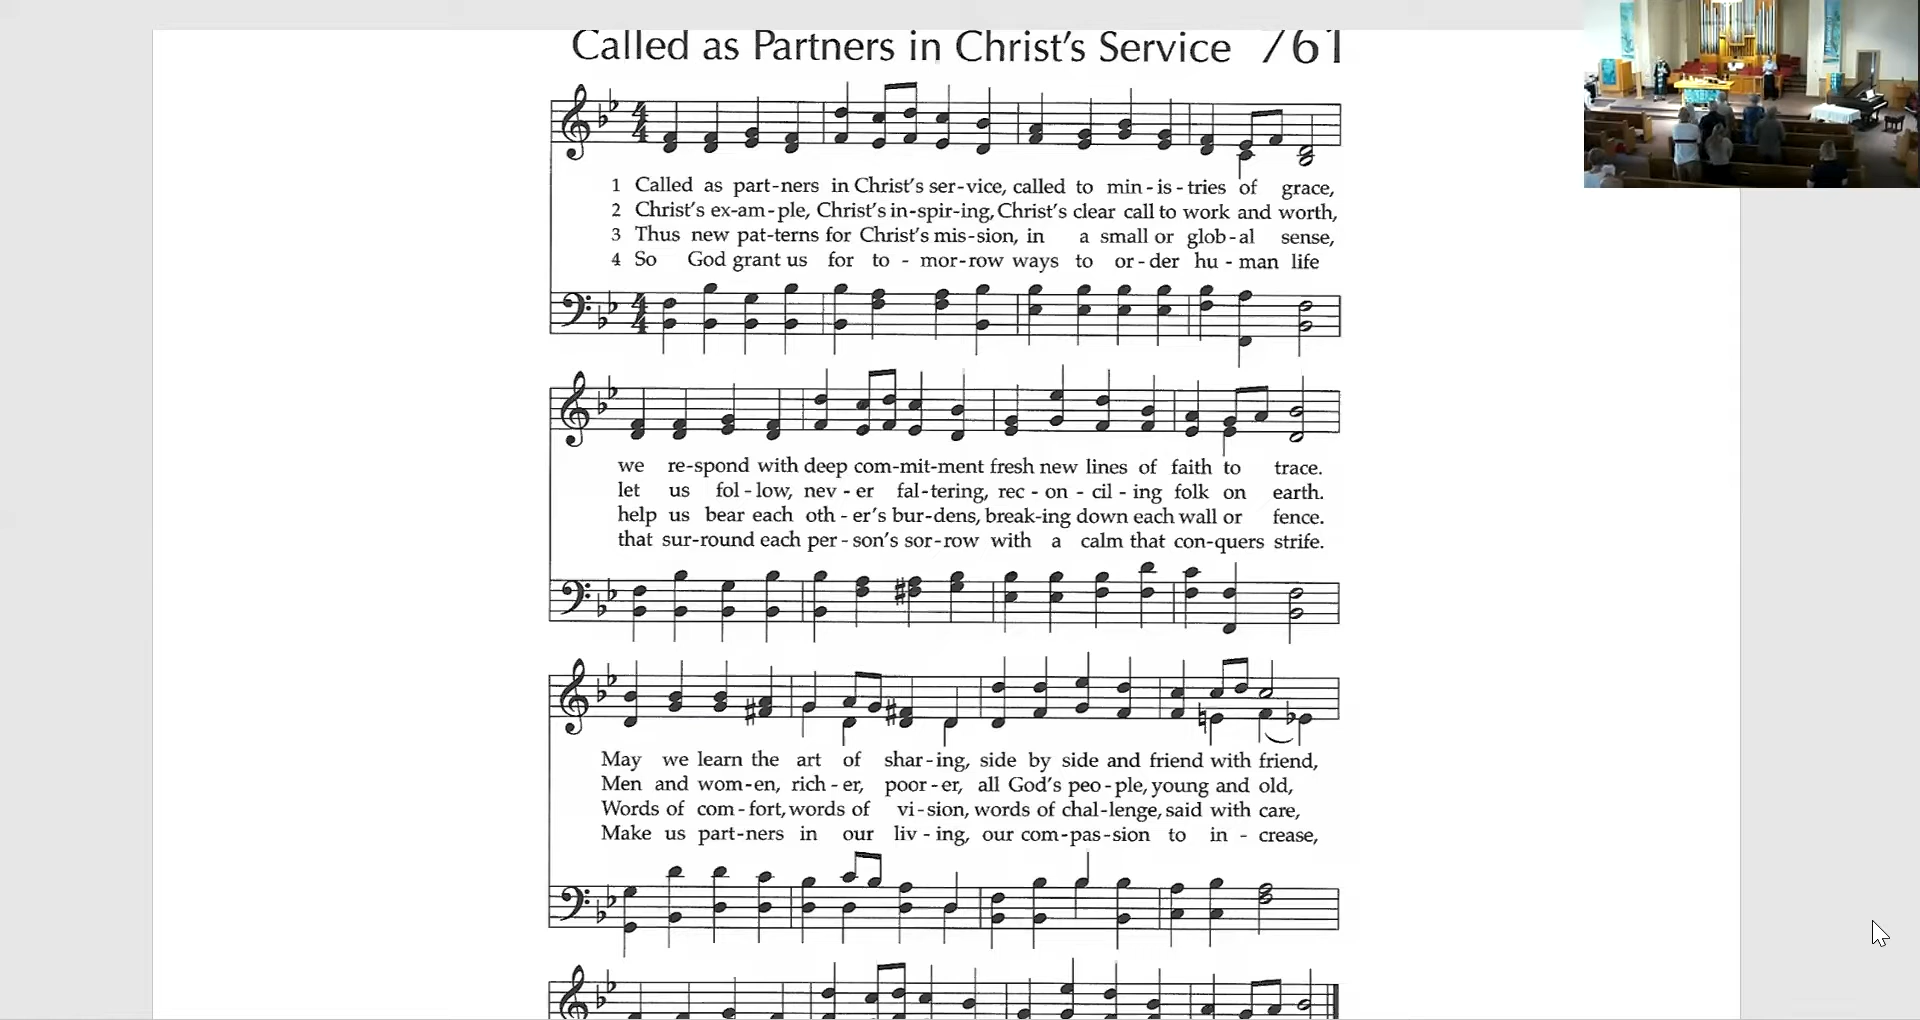 Called as Partners in Christ's Service 761
1 Called as part-ners in Christ's ser-vice, called to min-is-tries of grace,
2 Christ's ex-am-ple, Christ's in-spir-ing, Christ's clear call to work and worth,
3 Thus new pat-terns for Christ's mis-sion, in a small or glob-al sense,
4 So God grant us for to-mor-row ways to or-der hu-man life
we re-spond with deep com-mit-ment fresh new lines of faith to trace.
let us fol-low, nev-er fal-tering, rec-on-cil-ing folk on earth.
help us bear each oth-er's bur-dens, break-ing down each wall or fence.
that sur-round each per-son's sor-row with a calm that con-quers strife.
May we learn the art of shar-ing, side by side and friend with friend,
Men and wom-en, rich-er, poor-er, all God's peo-ple, young and old,
Words of com-fort, words of vi-sion, words of chal-lenge, said with care,
Make us part-ners in our liv-ing, our com-pas-sion to in-crease,